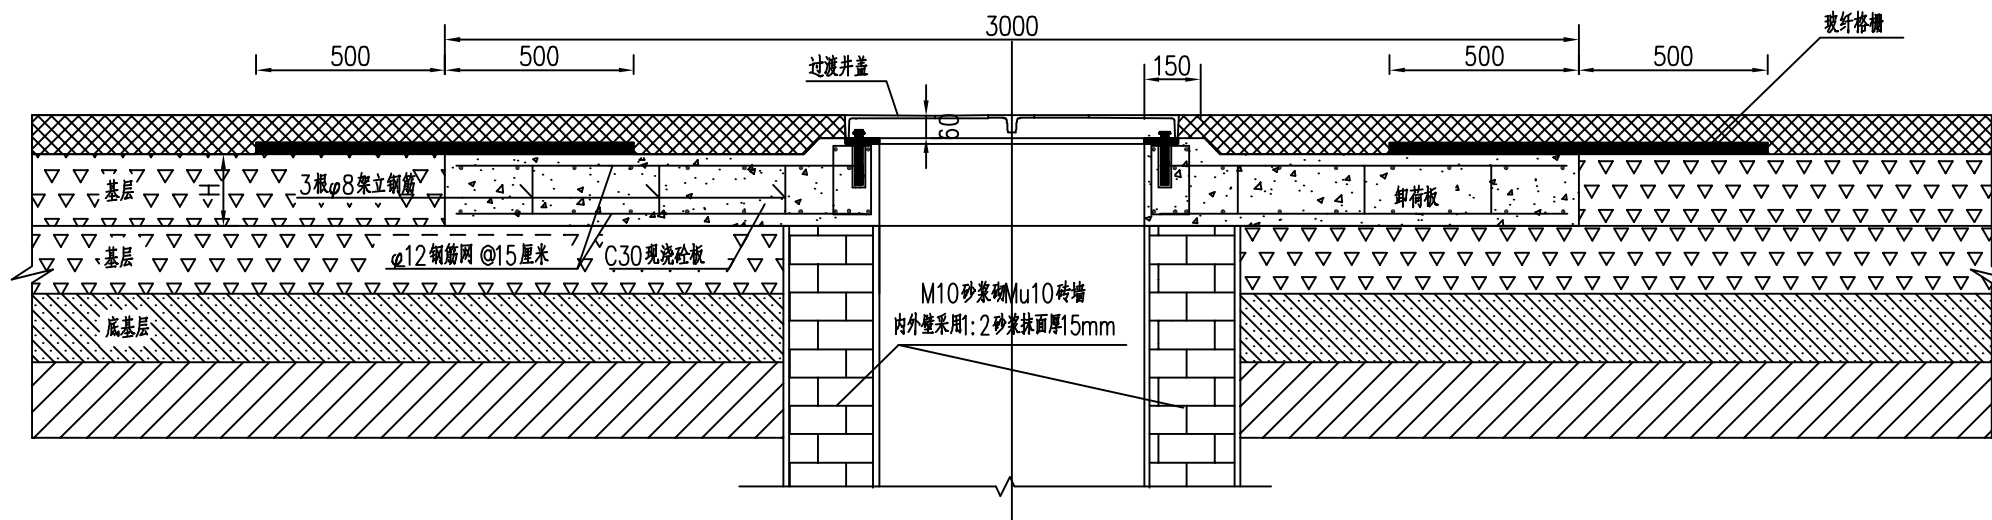 3000
玻纤格栅
500
500
过渡井盖
150
500
500
60
基层
H
3根φ8架立钢筋
卸荷板
基层
φ12钢筋网@15厘米
C30现浇砼板
M10砂浆砌Mu10砖墙
内外壁采用1:2砂浆抹面厚15mm
底基层